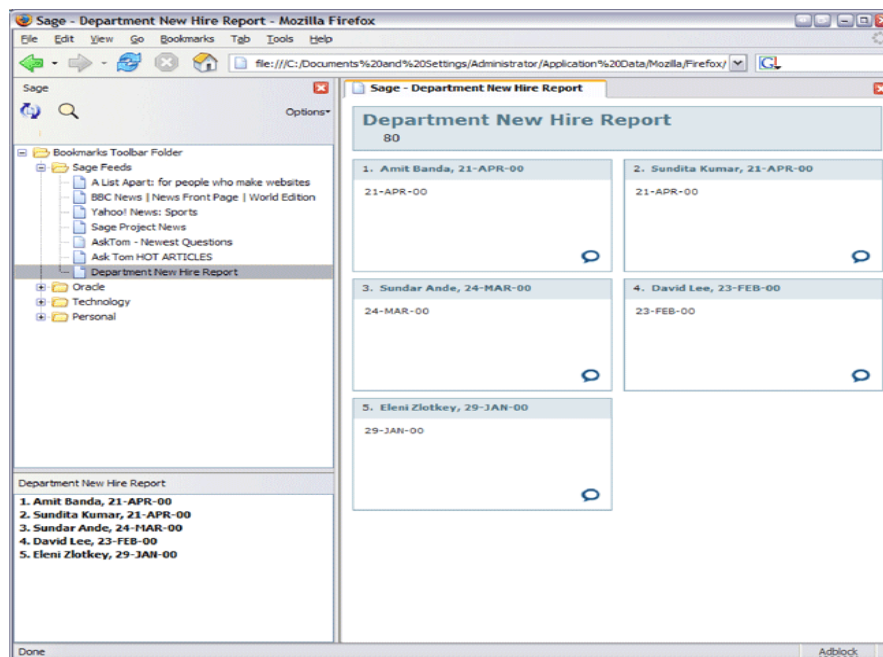 Sage - Department New Hire Report - Mozilla Firefox
File Edit View Go Bookmarks Tab Tools Help
file:///C:/Documents%20and%20Settings/Administrator/Application%20Data/Mozilla/Firefox/
G
Sage
Options
Bookmarks Toolbar Folder
Sage Feeds
A List Apart: for people who make websites
BBC News | News Front Page | World Edition
Yahoo! News: Sports
Sage Project News
AskTom - Newest Questions
Ask Tom HOT ARTICLES
Department New Hire Report
Oracle
Technology
Personal
Department New Hire Report
1. Amit Banda, 21-APR-00
2. Sundita Kumar, 21-APR-00
3. Sundar Ande, 24-MAR-00
4. David Lee, 23-FEB-00
5. Eleni Zlotkey, 29-JAN-00
Sage - Department New Hire Report
Department New Hire Report
80
1. Amit Banda, 21-APR-00
21-APR-00
2. Sundita Kumar, 21-APR-00
21-APR-00
3. Sundar Ande, 24-MAR-00
24-MAR-00
4. David Lee, 23-FEB-00
23-FEB-00
5. Eleni Zlotkey, 29-JAN-00
29-JAN-00
Done
Adblock